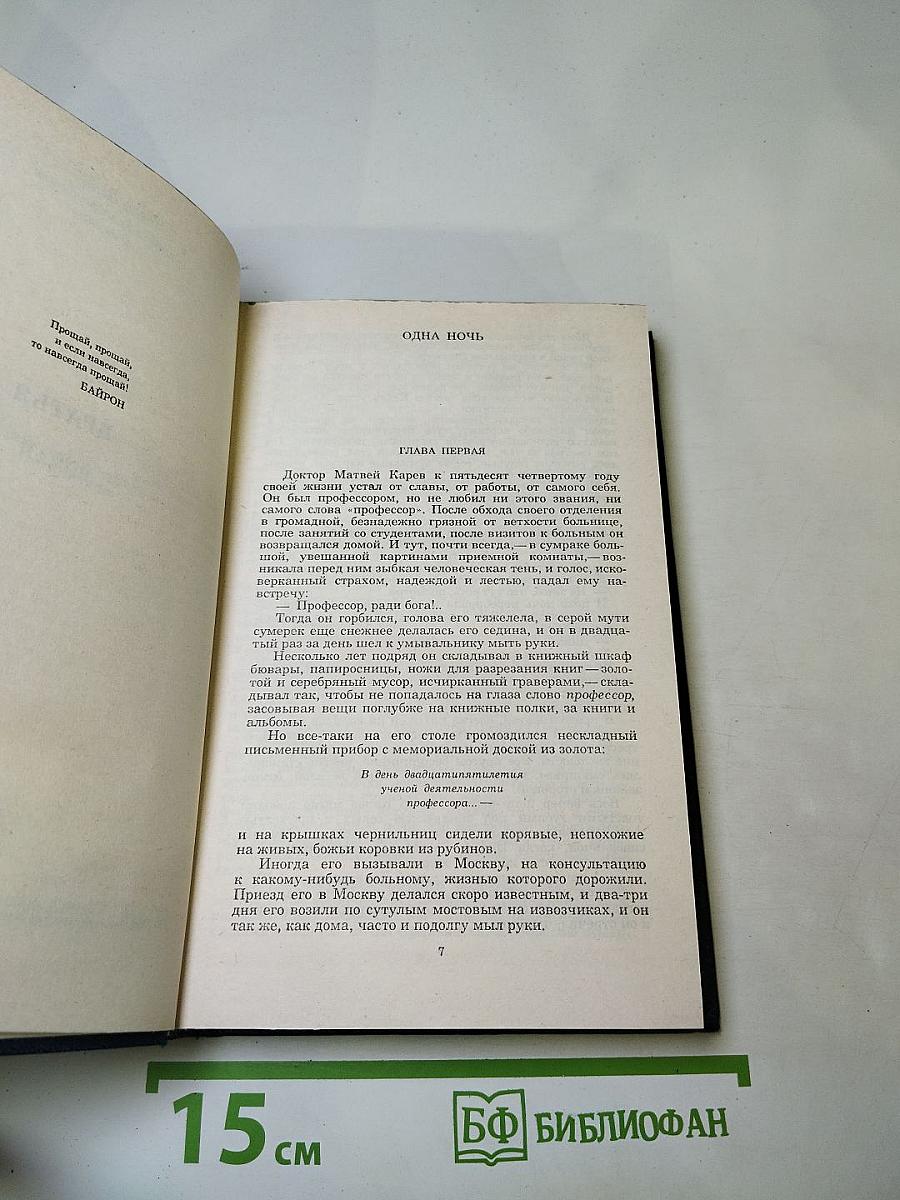 Прощай, прощай,
и если навсегда,
то навсегда прощай!
БАЙРОН
ОДНА НОЧЬ
ГЛАВА ПЕРВАЯ
Доктор Матвей Карев к пятьдесят четвертому году
своей жизни устал от славы, от работы, от самого себя.
Он был профессором, но не любил ни этого звания, ни
самого слова «профессор». После обхода своего отделения
в громадной, безнадежно грязной от ветхости больнице,
после занятий со студентами, после визитов к больным он
возвращался домой. И тут, почти всегда,— в сумраке боль-
шой, увешанной картинами приемной комнаты,— воз-
никала перед ним зыбкая человеческая тень, и голос, иско-
верканный страхом, надеждой и лестью, падал ему на-
встречу:
— Профессор, ради бога!..
Тогда он горбился, голова его тяжелела, в серой мути
сумерек еще снежнее делалась его седина, и он в двадца-
тый раз за день шел к умывальнику мыть руки.
Несколько лет подряд он складывал в книжный шкаф
бювары, папиросницы, ножи для разрезания книг — золо-
той и серебряный мусор, исчирканный граверами,— скла-
дывал так, чтобы не попадалось на глаза слово профессор,
засовывая вещи поглубже на книжные полки, за книги и
альбомы.
Но все-таки на его столе громоздился нескладный
письменный прибор с мемориальной доской из золота:
В день двадцатипятилетия
ученой деятельности
профессора... —
и на крышках чернильниц сидели корявые, непохожие
на живых, божьи коровки из рубинов.
Иногда его вызывали в Москву, на консультацию
к какому-нибудь больному, жизнью которого дорожили.
Приезд его в Москву делался скоро известным, и два-три
дня его возили по сутулым мостовым на извозчиках, и он
так же, как дома, часто и подолгу мыл руки.
7
15 см
БФ БИБЛИОФАН